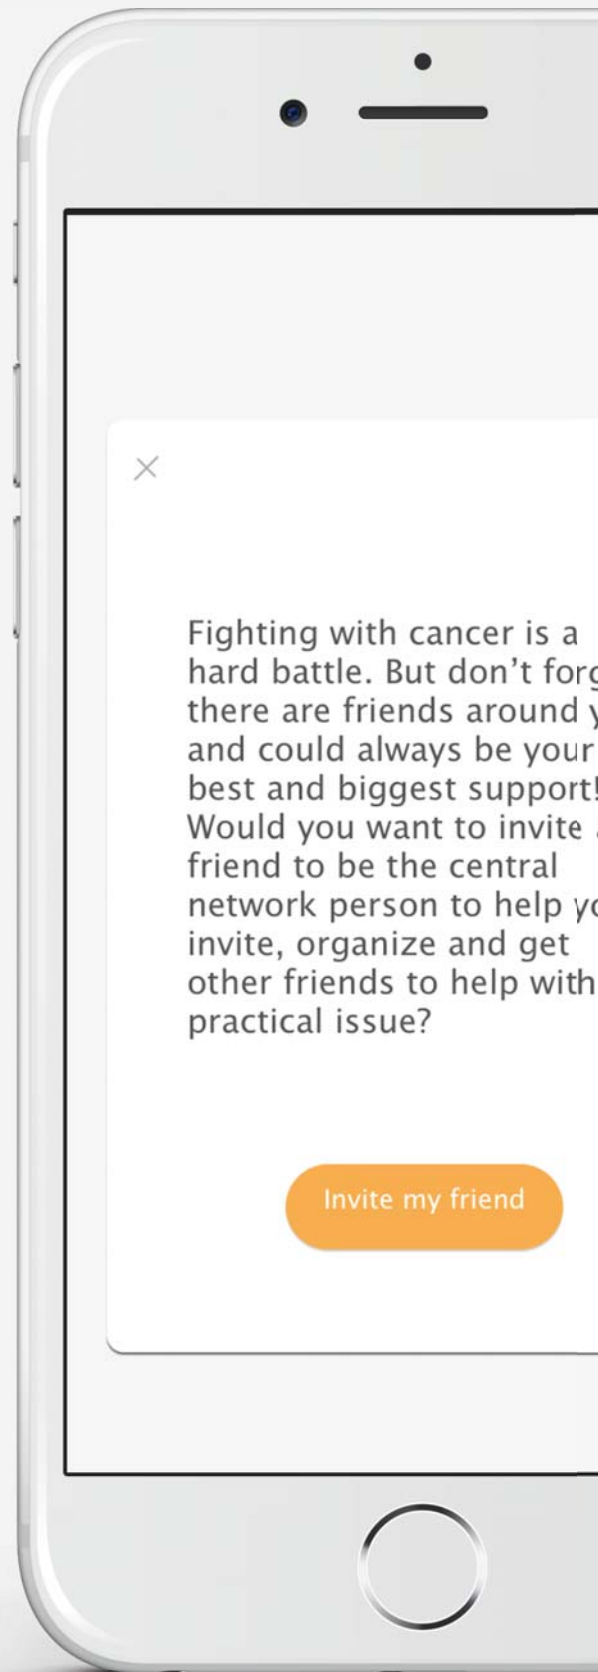 Fighting with cancer is a
hard battle. But don't
there are friends around
and could always be your
best and biggest support!
Would you want to invite
friend to be the central
network person to help
invite, organize and get
other friends to help with
practical issue?
Invite my friend